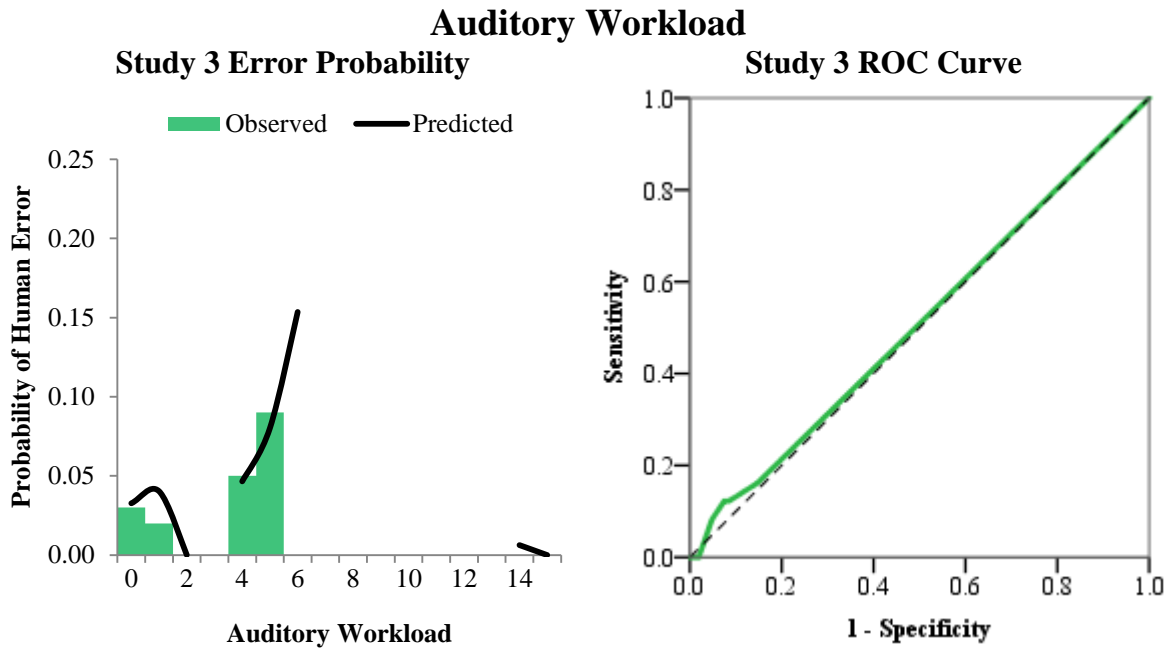 Auditory Workload
Study 3 Error Probability
Observed Predicted
0.25
0.20
0.15
0.10
0.05
0.00
Probability of Human Error
0 2 4 6 8 10 12 14
Auditory Workload
Study 3 ROC Curve
1.0
0.8
0.6
0.4
0.2
0.0
Sensitivity
0.0 0.2 0.4 0.6 0.8 1.0
1 - Specificity